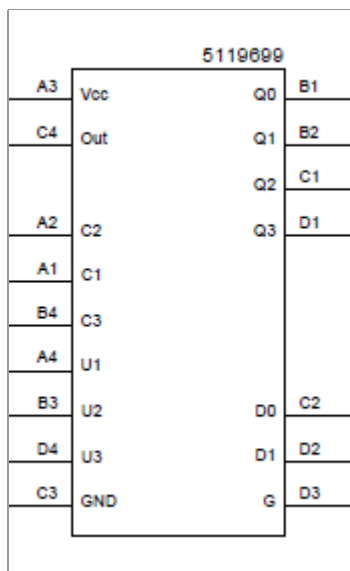 5119699
A3 Vcc Q0 B1
C4 Out Q1 B2
Q2 C1
A2 C2 Q3 D1
A1 C1
B4 C3
A4 U1
B3 U2 D0 C2
D4 U3 D1 D2
C3 GND G D3